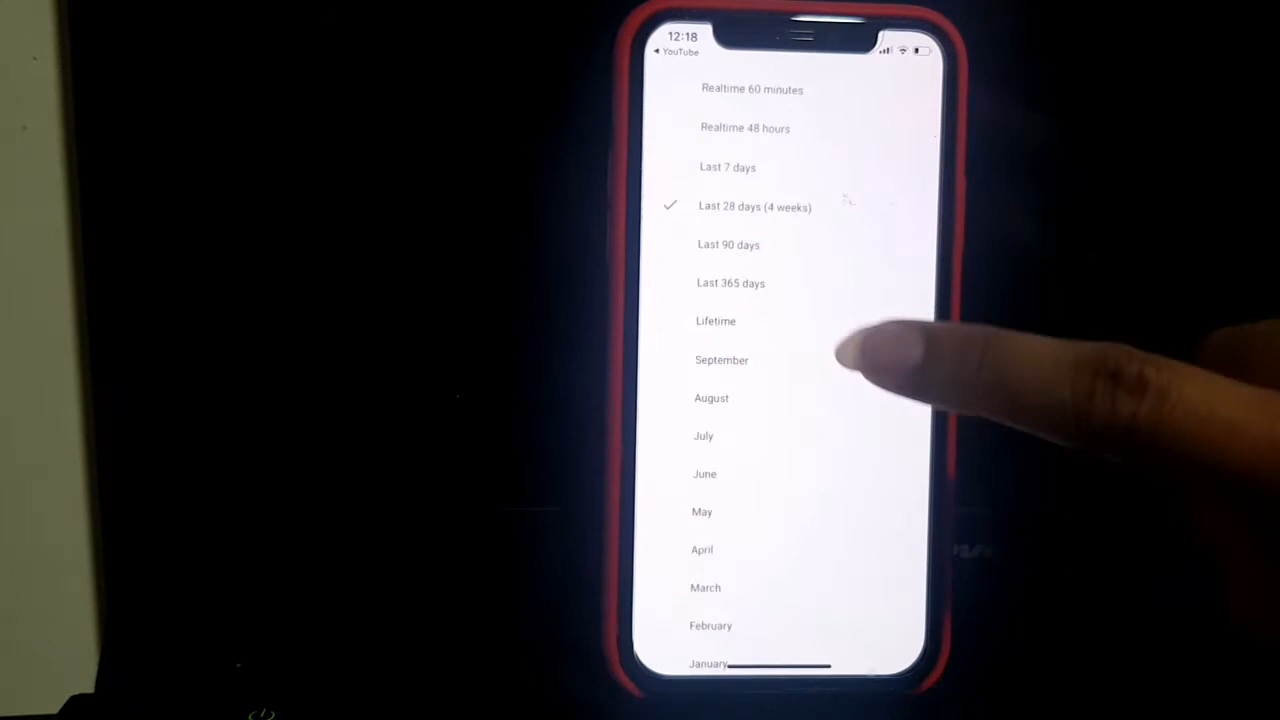 12:18
YouTube
Realtime 60 minutes
Realtime 48 hours
Last 7 days
Last 28 days (4 weeks)
Last 90 days
Last 365 days
Lifetime
September
August
July
June
May
April
March
February
January